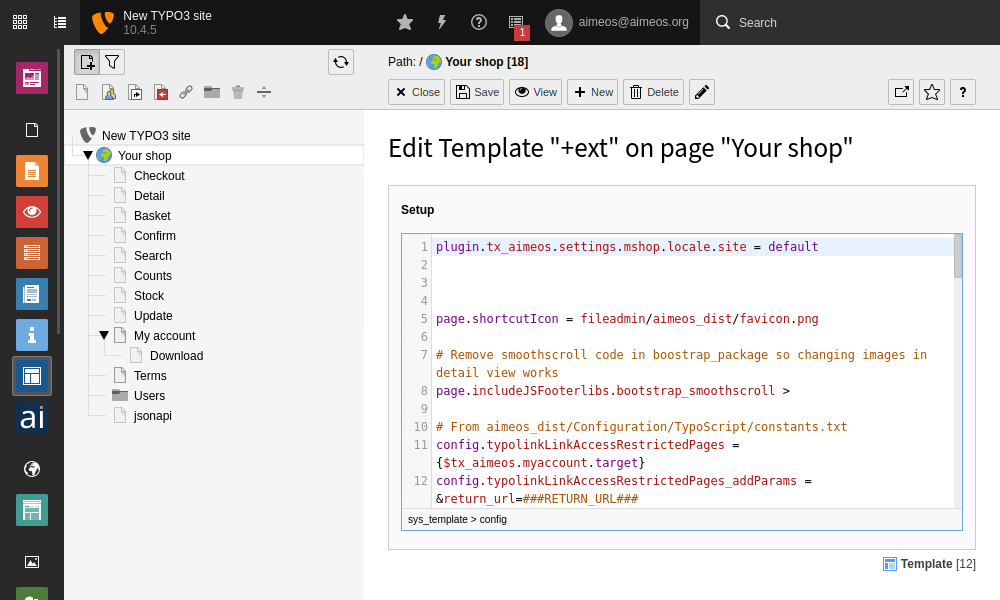 New TYPO3 site
10.4.5
1
aimeos@aimeos.org
Search
Path: / Your shop [18]
Close
Save
View
New
Delete
?
New TYPO3 site
Your shop
Checkout
Detail
Basket
Confirm
Search
Counts
Stock
Update
My account
Download
Terms
Users
jsonapi
ai
Edit Template "+ext" on page "Your shop"
Setup
1 plugin.tx_aimeos.settings.mshop.locale.site = default
2
3
4
5 page.shortcutIcon = fileadmin/aimeos_dist/favicon.png
6
7 # Remove smoothscroll code in boostrap_package so changing images in
detail view works
8 page.includeJSFooterlibs.bootstrap_smoothscroll >
9
10 # From aimeos_dist/Configuration/TypoScript/constants.txt
11 config.typolinkLinkAccessRestrictedPages =
{$tx_aimeos.myaccount.target}
12 config.typolinkLinkAccessRestrictedPages_addParams =
&return_url=###RETURN_URL###
sys_template > config
Template [12]